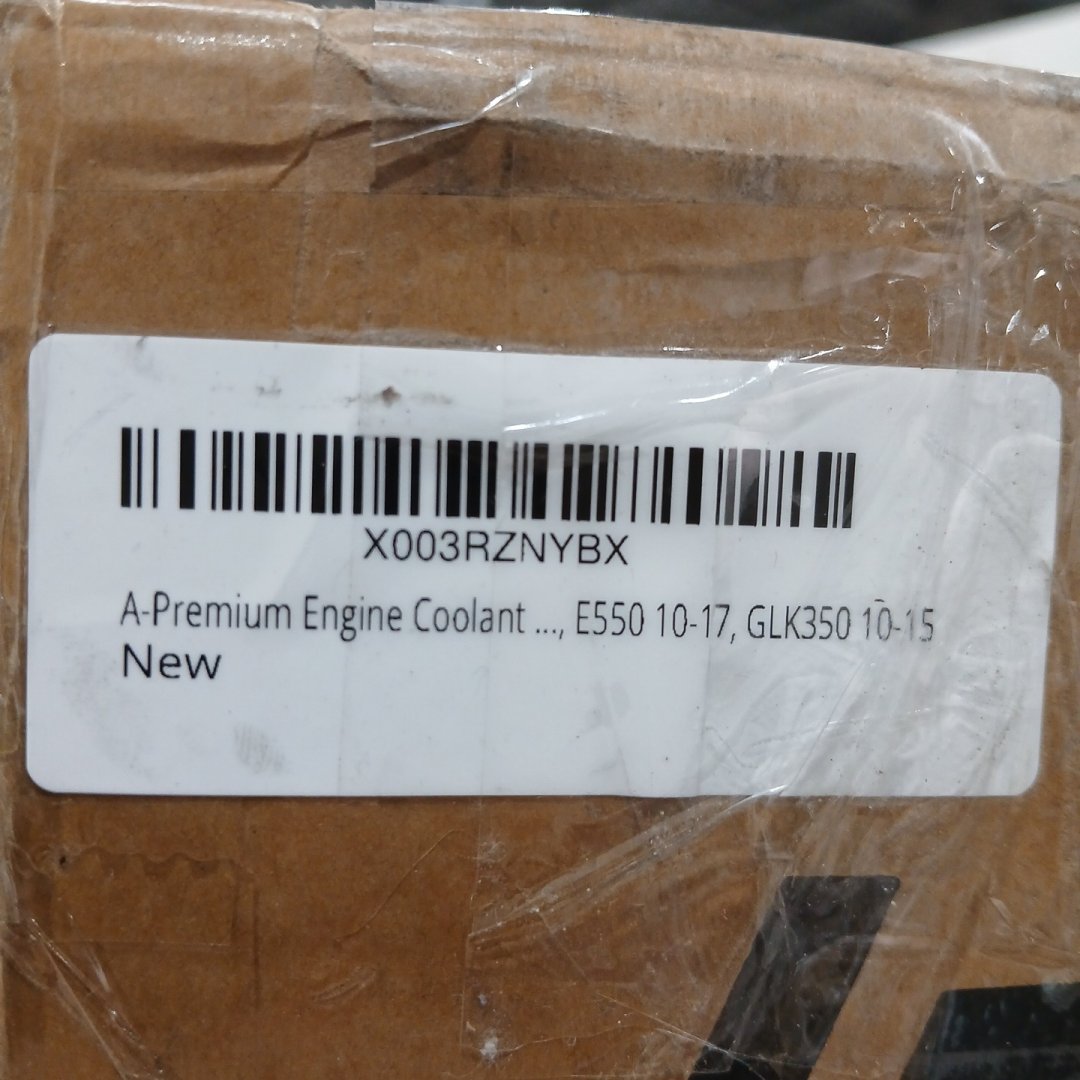 X003RZNYBX
A-Premium Engine Coolant ..., E550 10-17, GLK350 10-15
New